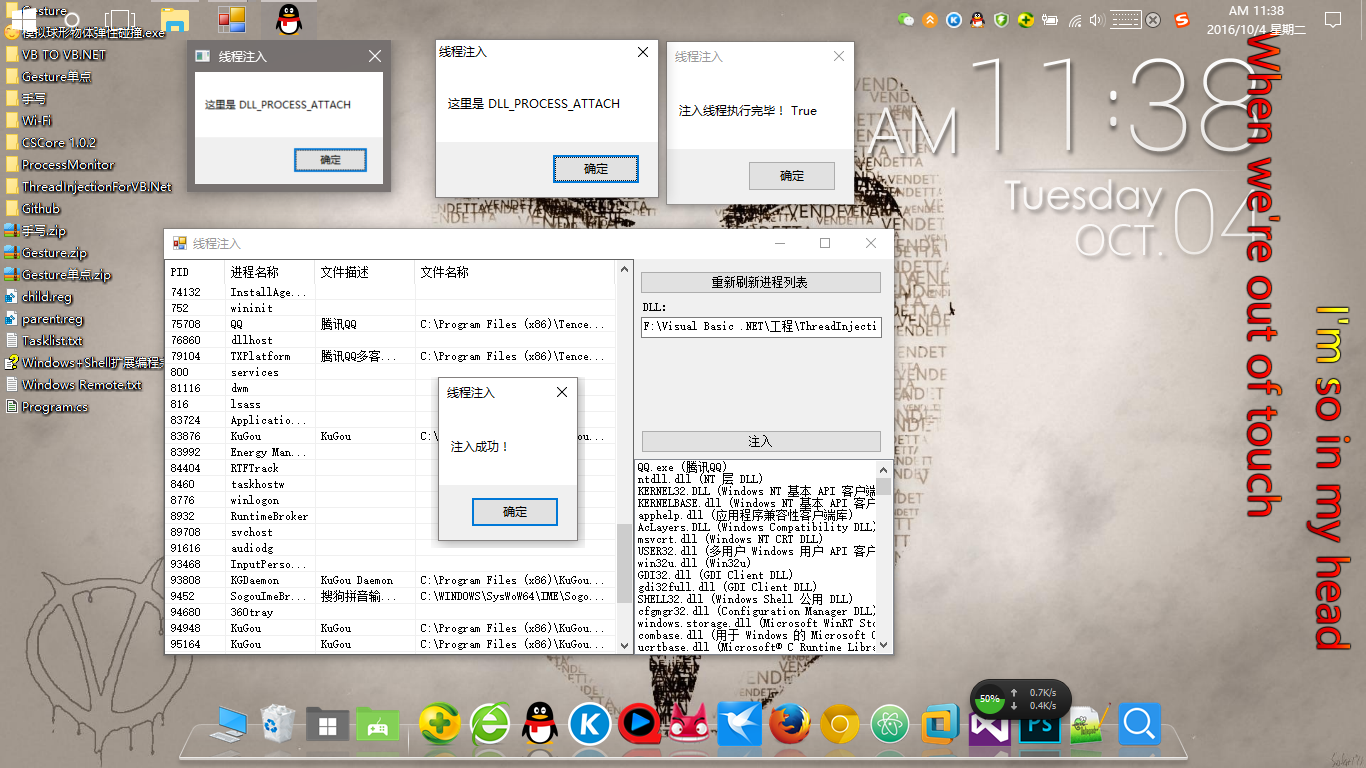 Gesture
模拟球形物体弹性碰撞.exe
VB TO VB.NET
Gesture单点
手写
Wi-Fi
CSCore 1.0.2
ProcessMonitor
ThreadInjectionForVB.Net
Github
手写.zip
Gesture.zip
Gesture单点.zip
child.reg
parent.reg
Tasklist.txt
Windows+Shell扩展编程
Windows Remote.txt
Program.cs
AM 11:38
2016/10/4 星期二
线程注入
这里是 DLL_PROCESS_ATTACH
确定
线程注入
这里是 DLL_PROCESS_ATTACH
确定
线程注入
注入线程执行完毕！ True
确定
AM 11:38
Tuesday
OCT. 04
When we're out of touch
I'm so in my head
线程注入
PID 进程名称 文件描述 文件名称
74132 InstallAge...
752 wininit
75708 QQ 腾讯QQ C:\Program Files (x86)\Tence...
76860 dllhost
79104 TXPlatform 腾讯QQ多客... C:\Program Files (x86)\Tence...
800 services
81116 dwm
816 lsass
83724 Applicatio...
83876 KuGou KuGou C:\ ou...
83992 Energy Man...
84404 RTFTrack
8460 taskhostw
8776 winlogon
8932 RuntimeBroker
89708 svchost
91616 audiodg
93468 InputPerso...
93808 KGDaemon KuGou Daemon C:\Program Files (x86)\KuGou...
9452 SogouImeBr... 搜狗拼音输... C:\WINDOWS\SysWoW64\IME\Sogo...
94680 360tray
94948 KuGou KuGou C:\Program Files (x86)\KuGou...
95164 KuGou KuGou C:\Program Files (x86)\KuGou...
线程注入
注入成功！
确定
重新刷新进程列表
DLL:
F:\Visual Basic .NET\工程\ThreadInjecti
注入
QQ.exe (腾讯QQ)
ntdll.dll (NT 层 DLL)
KERNEL32.DLL (Windows NT 基本 API 客户端
KERNELBASE.dll (Windows NT 基本 API 客户端
apphelp.dll (应用程序兼容性客户端库)
AcLayers.DLL (Windows Compatibility DLL)
msvcrt.dll (Windows NT CRT DLL)
USER32.dll (多用户 Windows 用户 API 客户
win32u.dll (Win32u)
GDI32.dll (GDI Client DLL)
gdi32full.dll (GDI Client DLL)
SHELL32.dll (Windows Shell 公用 DLL)
cfgmgr32.dll (Configuration Manager DLL)
windows.storage.dll (Microsoft WinRT Sto
combase.dll (用于 Windows 的 Microsoft C
ucrtbase.dll (Microsoft® C Runtime Libra
50%
0.7K/s
0.4K/s
PS